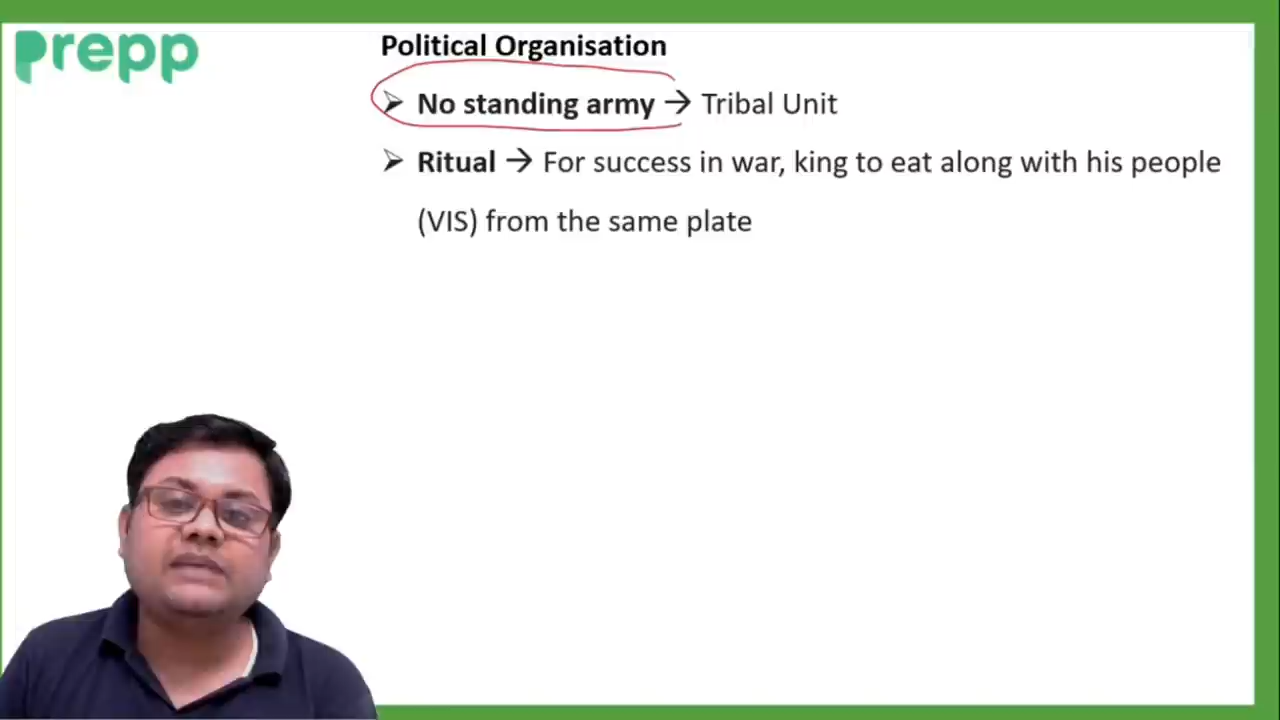 prepp
Political Organisation
➢ No standing army → Tribal Unit
➢ Ritual → For success in war, king to eat along with his people
(VIS) from the same plate